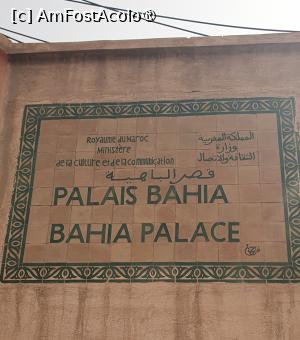 [c] AmFostAcolo®
Royaume du Maroc
Ministère
de la culture et de la communication
المملكة المغربية
وزارة
الثقافة والاتصال
قصر الباهية
PALAIS BAHIA
BAHIA PALACE